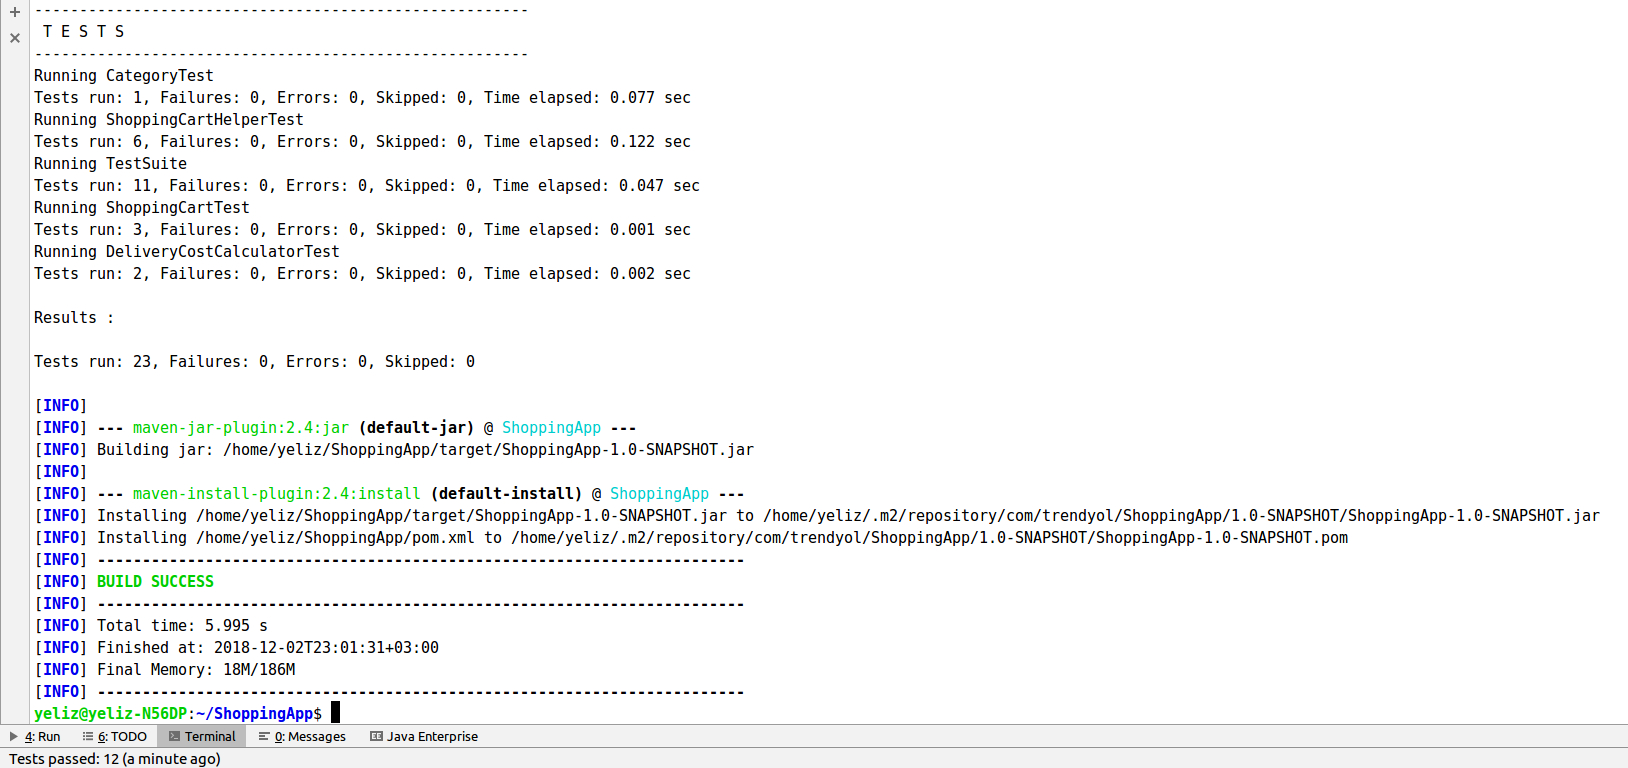 -------------------------------------------------------
 T E S T S
-------------------------------------------------------
Running CategoryTest
Tests run: 1, Failures: 0, Errors: 0, Skipped: 0, Time elapsed: 0.077 sec
Running ShoppingCartHelperTest
Tests run: 6, Failures: 0, Errors: 0, Skipped: 0, Time elapsed: 0.122 sec
Running TestSuite
Tests run: 11, Failures: 0, Errors: 0, Skipped: 0, Time elapsed: 0.047 sec
Running ShoppingCartTest
Tests run: 3, Failures: 0, Errors: 0, Skipped: 0, Time elapsed: 0.001 sec
Running DeliveryCostCalculatorTest
Tests run: 2, Failures: 0, Errors: 0, Skipped: 0, Time elapsed: 0.002 sec

Results :

Tests run: 23, Failures: 0, Errors: 0, Skipped: 0

[INFO]
[INFO] --- maven-jar-plugin:2.4:jar (default-jar) @ ShoppingApp ---
[INFO] Building jar: /home/yeliz/ShoppingApp/target/ShoppingApp-1.0-SNAPSHOT.jar
[INFO]
[INFO] --- maven-install-plugin:2.4:install (default-install) @ ShoppingApp ---
[INFO] Installing /home/yeliz/ShoppingApp/target/ShoppingApp-1.0-SNAPSHOT.jar to /home/yeliz/.m2/repository/com/trendyol/ShoppingApp/1.0-SNAPSHOT/ShoppingApp-1.0-SNAPSHOT.jar
[INFO] Installing /home/yeliz/ShoppingApp/pom.xml to /home/yeliz/.m2/repository/com/trendyol/ShoppingApp/1.0-SNAPSHOT/ShoppingApp-1.0-SNAPSHOT.pom
[INFO] ------------------------------------------------------------------------
[INFO] BUILD SUCCESS
[INFO] ------------------------------------------------------------------------
[INFO] Total time: 5.995 s
[INFO] Finished at: 2018-12-02T23:01:31+03:00
[INFO] Final Memory: 18M/186M
[INFO] ------------------------------------------------------------------------
yeliz@yeliz-N56DP:~/ShoppingApp$
4: Run 6: TODO Terminal 0: Messages Java Enterprise
Tests passed: 12 (a minute ago)